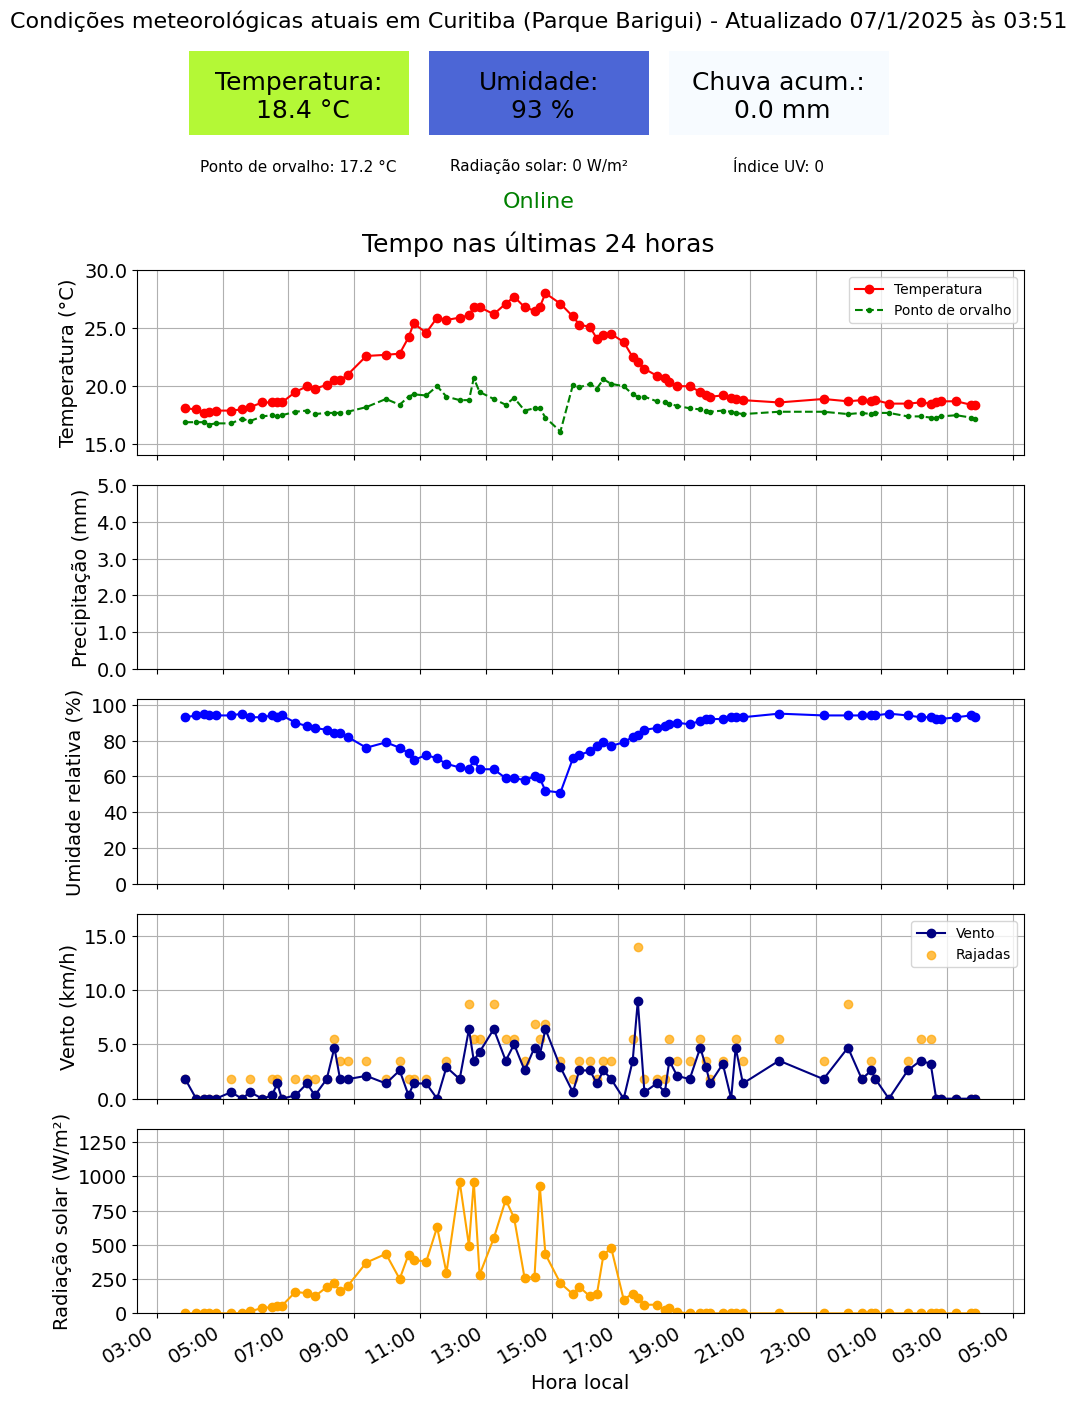 Condições meteorológicas atuais em Curitiba (Parque Barigui) - Atualizado 07/1/2025 às 03:51
Temperatura:
18.4 °C
Umidade:
93 %
Chuva acum.:
0.0 mm
Ponto de orvalho: 17.2 °C
Radiação solar: 0 W/m²
Índice UV: 0
Online
Tempo nas últimas 24 horas
Temperatura (°C)
30.0
25.0
20.0
15.0
Temperatura
Ponto de orvalho
Precipitação (mm)
5.0
4.0
3.0
2.0
1.0
0.0
Umidade relativa (%)
100
80
60
40
20
0
Vento (km/h)
15.0
10.0
5.0
0.0
Vento
Rajadas
Radiação solar (W/m²)
1250
1000
750
500
250
0
03:00 05:00 07:00 09:00 11:00 13:00 15:00 17:00 19:00 21:00 23:00 01:00 03:00 05:00
Hora local